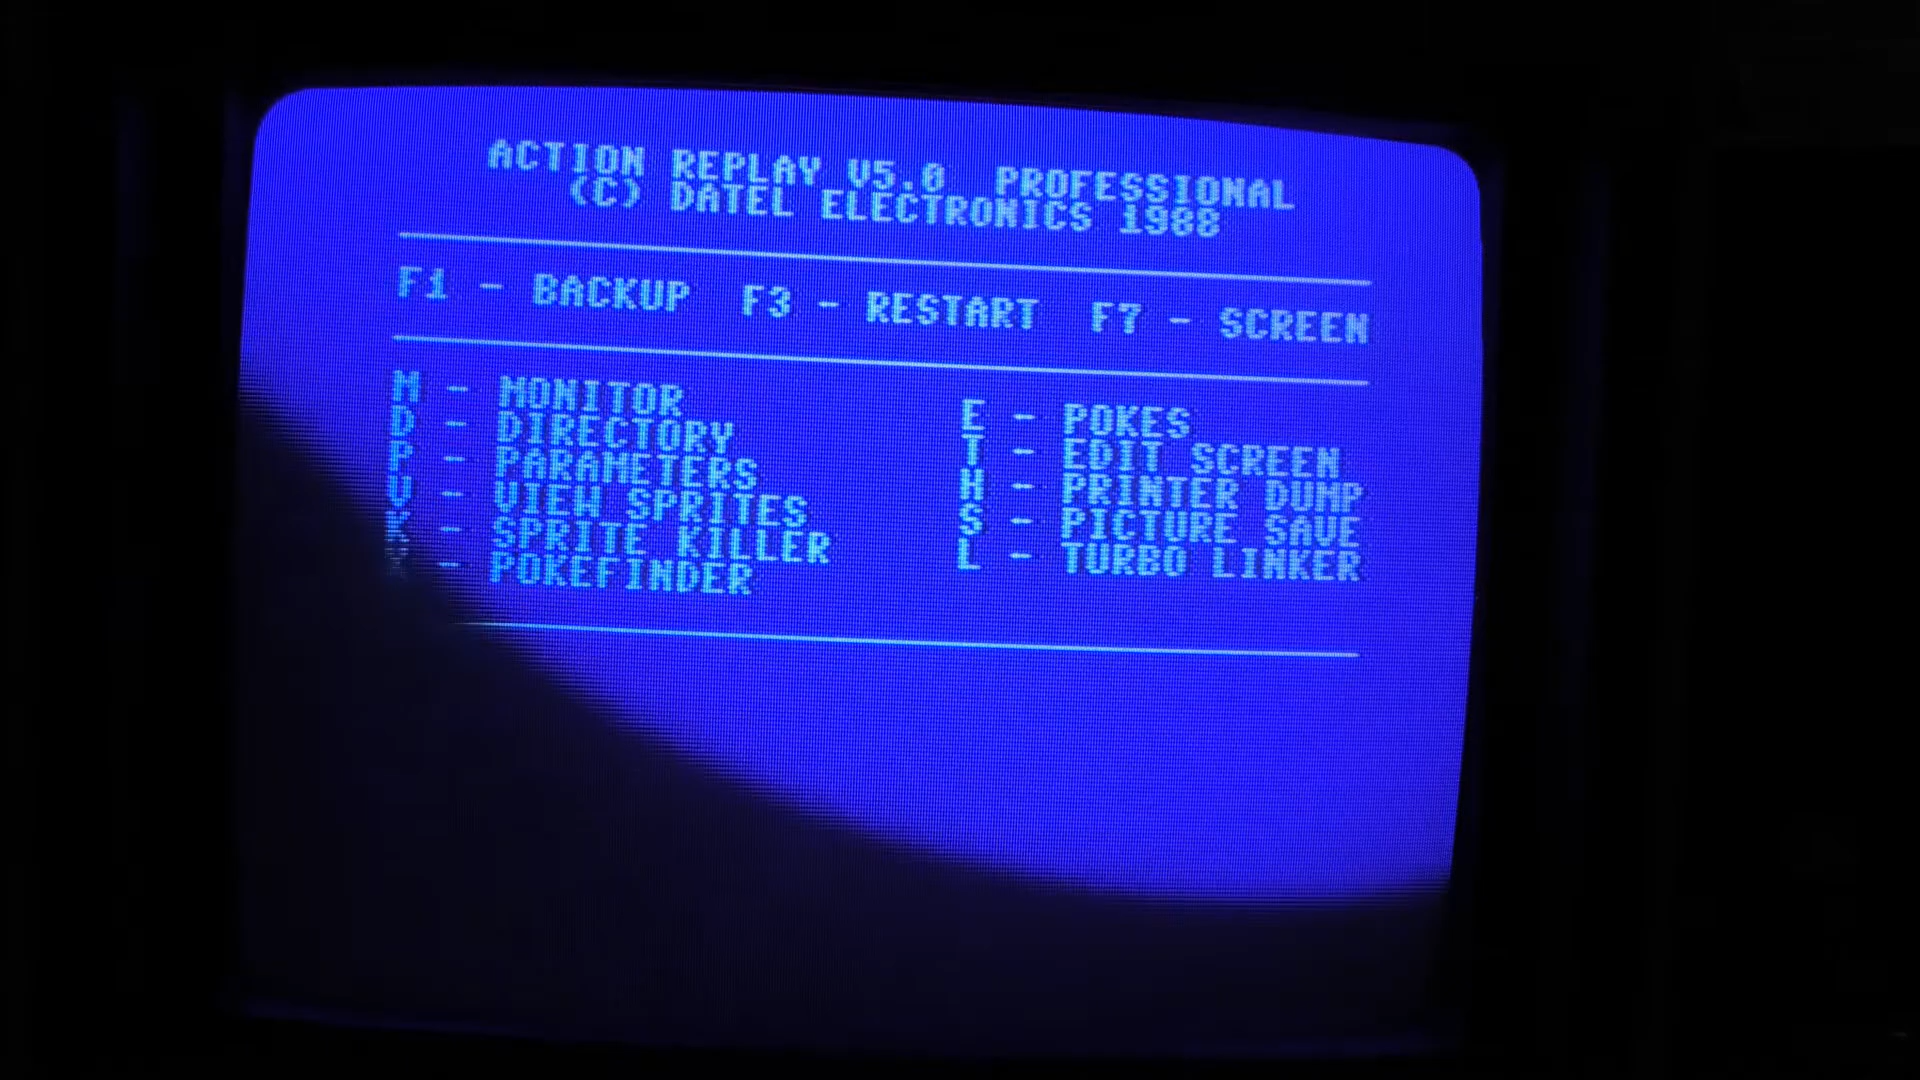 ACTION REPLAY V5.0 PROFESSIONAL
(C) DATEL ELECTRONICS 1988
F1 - BACKUP F3 - RESTART F7 - SCREEN
M - MONITOR
D - DIRECTORY
P - PARAMETERS
V - VIEW SPRITES
K - SPRITE KILLER
- POKEFINDER
E - POKES
T - EDIT SCREEN
H - PRINTER DUMP
S - PICTURE SAVE
L - TURBO LINKER